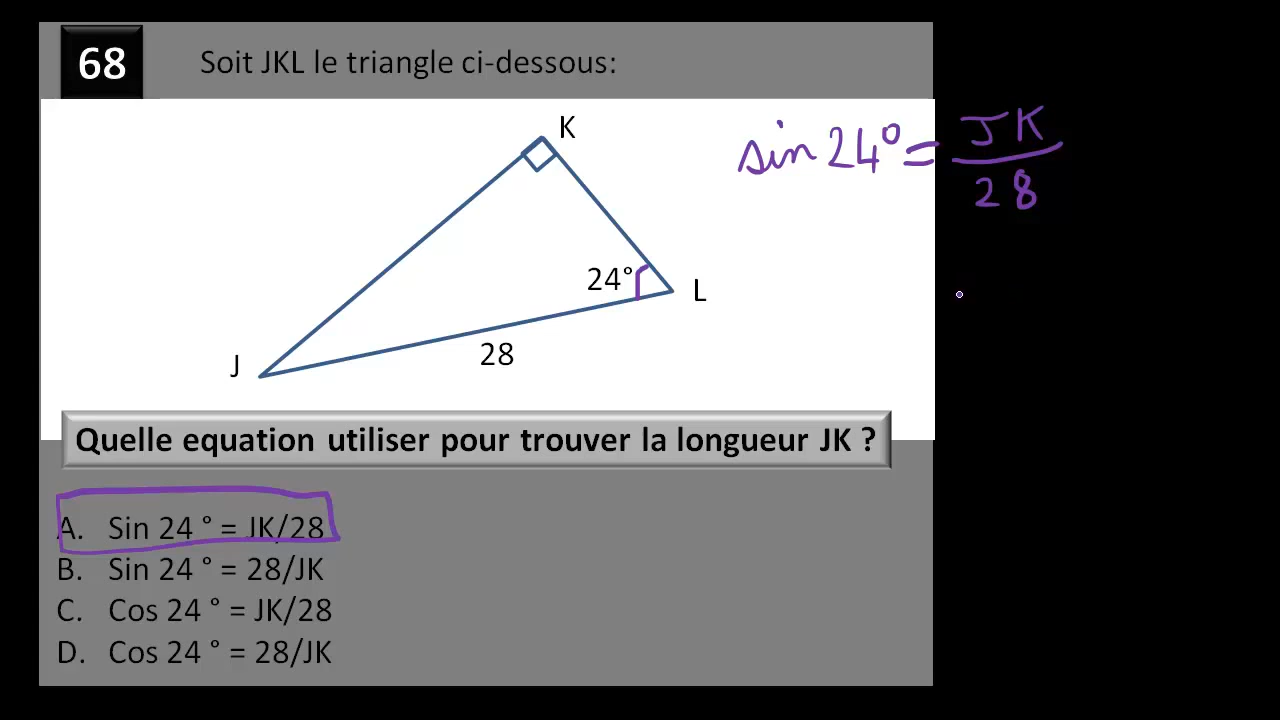 68
Soit JKL le triangle ci-dessous:
K
sin 24° = JK/28
24°
L
28
J
Quelle equation utiliser pour trouver la longueur JK ?
A. Sin 24 ° = JK/28
B. Sin 24 ° = 28/JK
C. Cos 24 ° = JK/28
D. Cos 24 ° = 28/JK